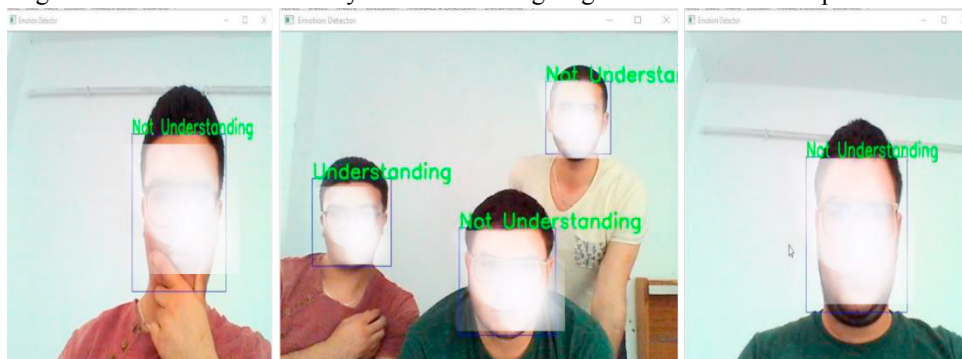 Emotion Detector
Emotion Detector
Emotion Detector
Not Understanding
Not Understa
Understanding
Not Understanding
Not Understanding